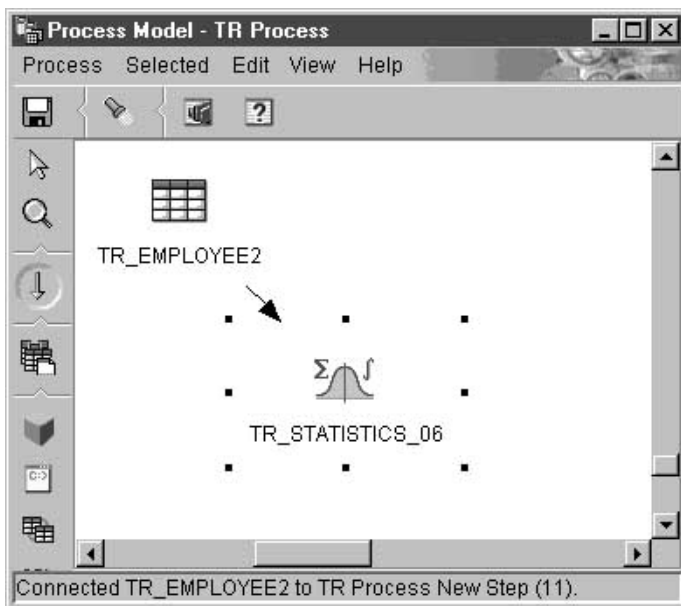 Process Model - TR Process
Process Selected Edit View Help
?
TR_EMPLOYEE2
Σ ∫
TR_STATISTICS_06
C:>
Connected TR_EMPLOYEE2 to TR Process New Step (11).